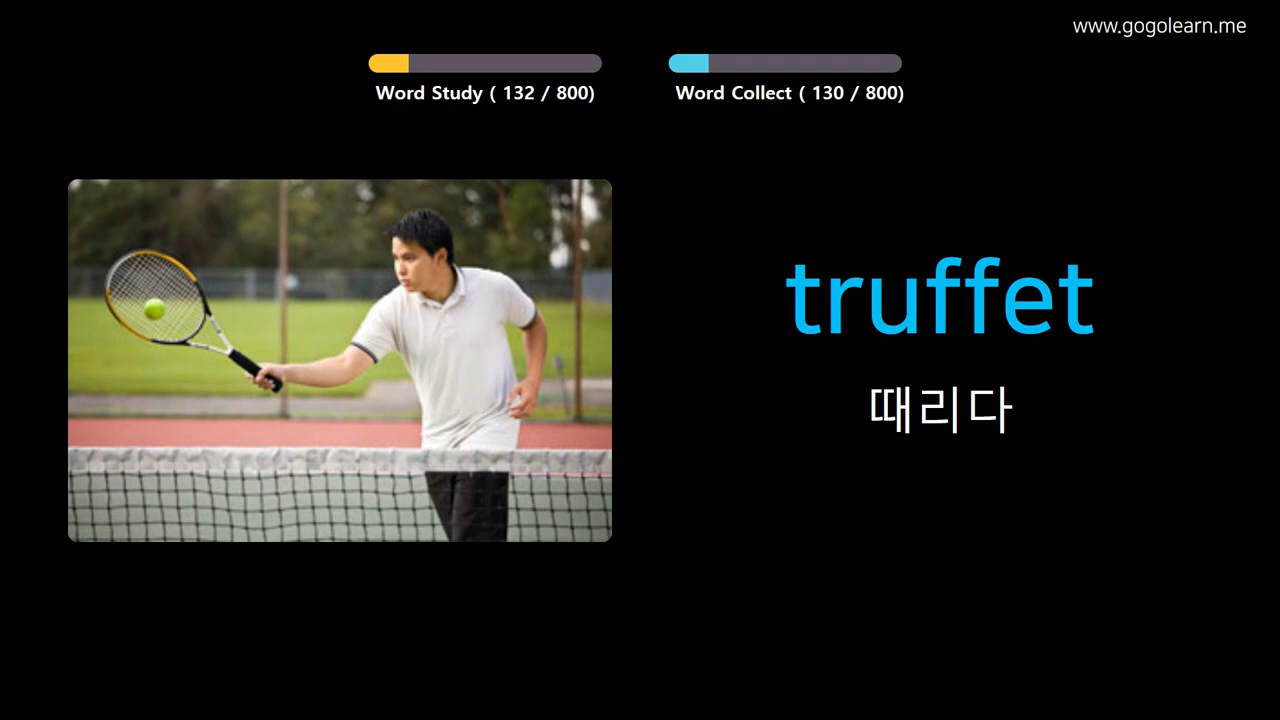 www.gogolearn.me
Word Study ( 132 / 800)
Word Collect ( 130 / 800)
truffet
때리다